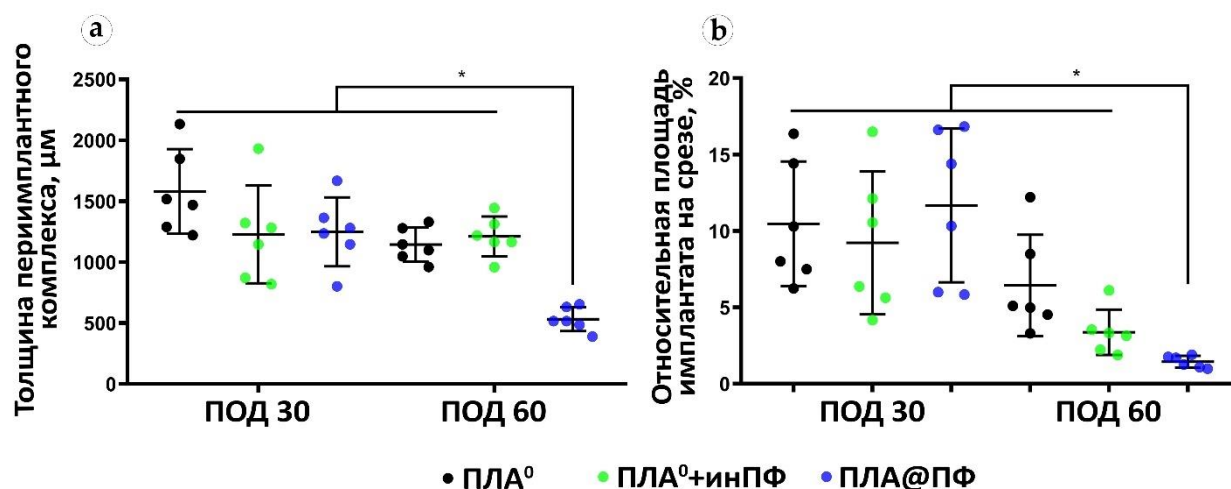 a
Толщина периимплантного
комплекса, µм
2500
2000
1500
1000
500
0
*
ПОД 30
ПОД 60
b
Относительная площадь
имплантата на срезе, %
20
15
10
5
0
*
ПОД 30
ПОД 60
ПЛА⁰
ПЛА⁰+инПФ
ПЛА@ПФ